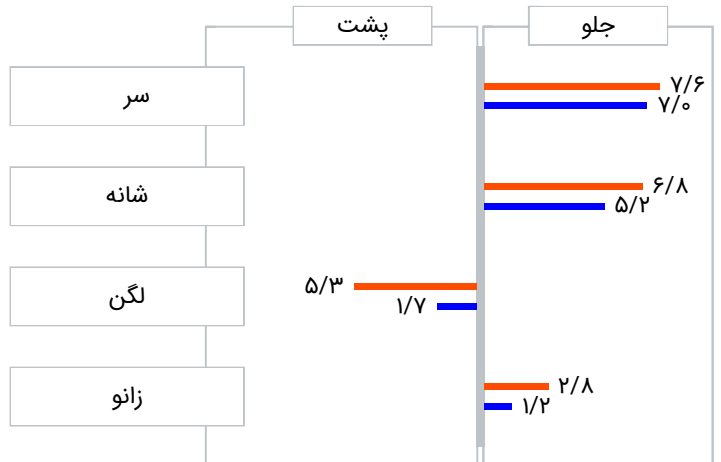 جلو
پشت
سر
۷/۶
۷/۰
شانه
۶/۸
۵/۲
لگن
۵/۳
۱/۷
زانو
۲/۸
۱/۲